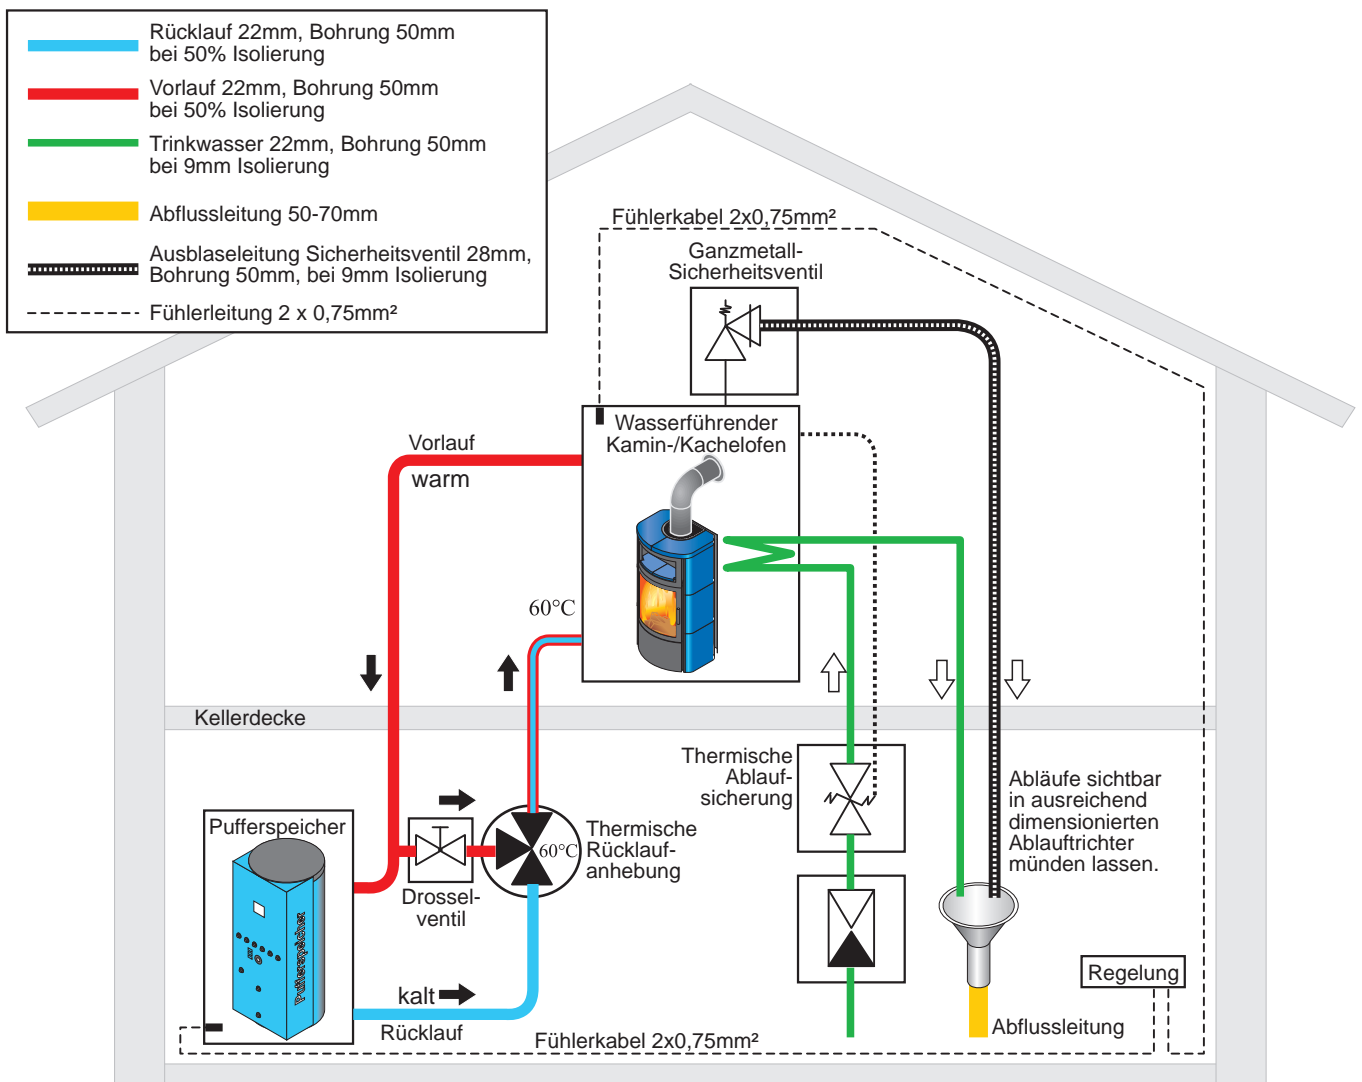 Rücklauf 22mm, Bohrung 50mm
bei 50% Isolierung
Vorlauf 22mm, Bohrung 50mm
bei 50% Isolierung
Trinkwasser 22mm, Bohrung 50mm
bei 9mm Isolierung
Abflussleitung 50-70mm
Ausblaseleitung Sicherheitsventil 28mm,
Bohrung 50mm, bei 9mm Isolierung
Fühlerleitung 2 x 0,75mm²
Fühlerkabel 2x0,75mm²
Ganzmetall-
Sicherheitsventil
Wasserführender
Kamin-/Kachelofen
Vorlauf
warm
60°C
Kellerdecke
Thermische
Ablauf-
sicherung
Abläufe sichtbar
in ausreichend
dimensionierten
Ablauftrichter
münden lassen.
Pufferspeicher
Pufferspeicher
Drossel-
ventil
60°C
Thermische
Rücklauf-
anhebung
kalt
Rücklauf
Regelung
Abflussleitung
Fühlerkabel 2x0,75mm²